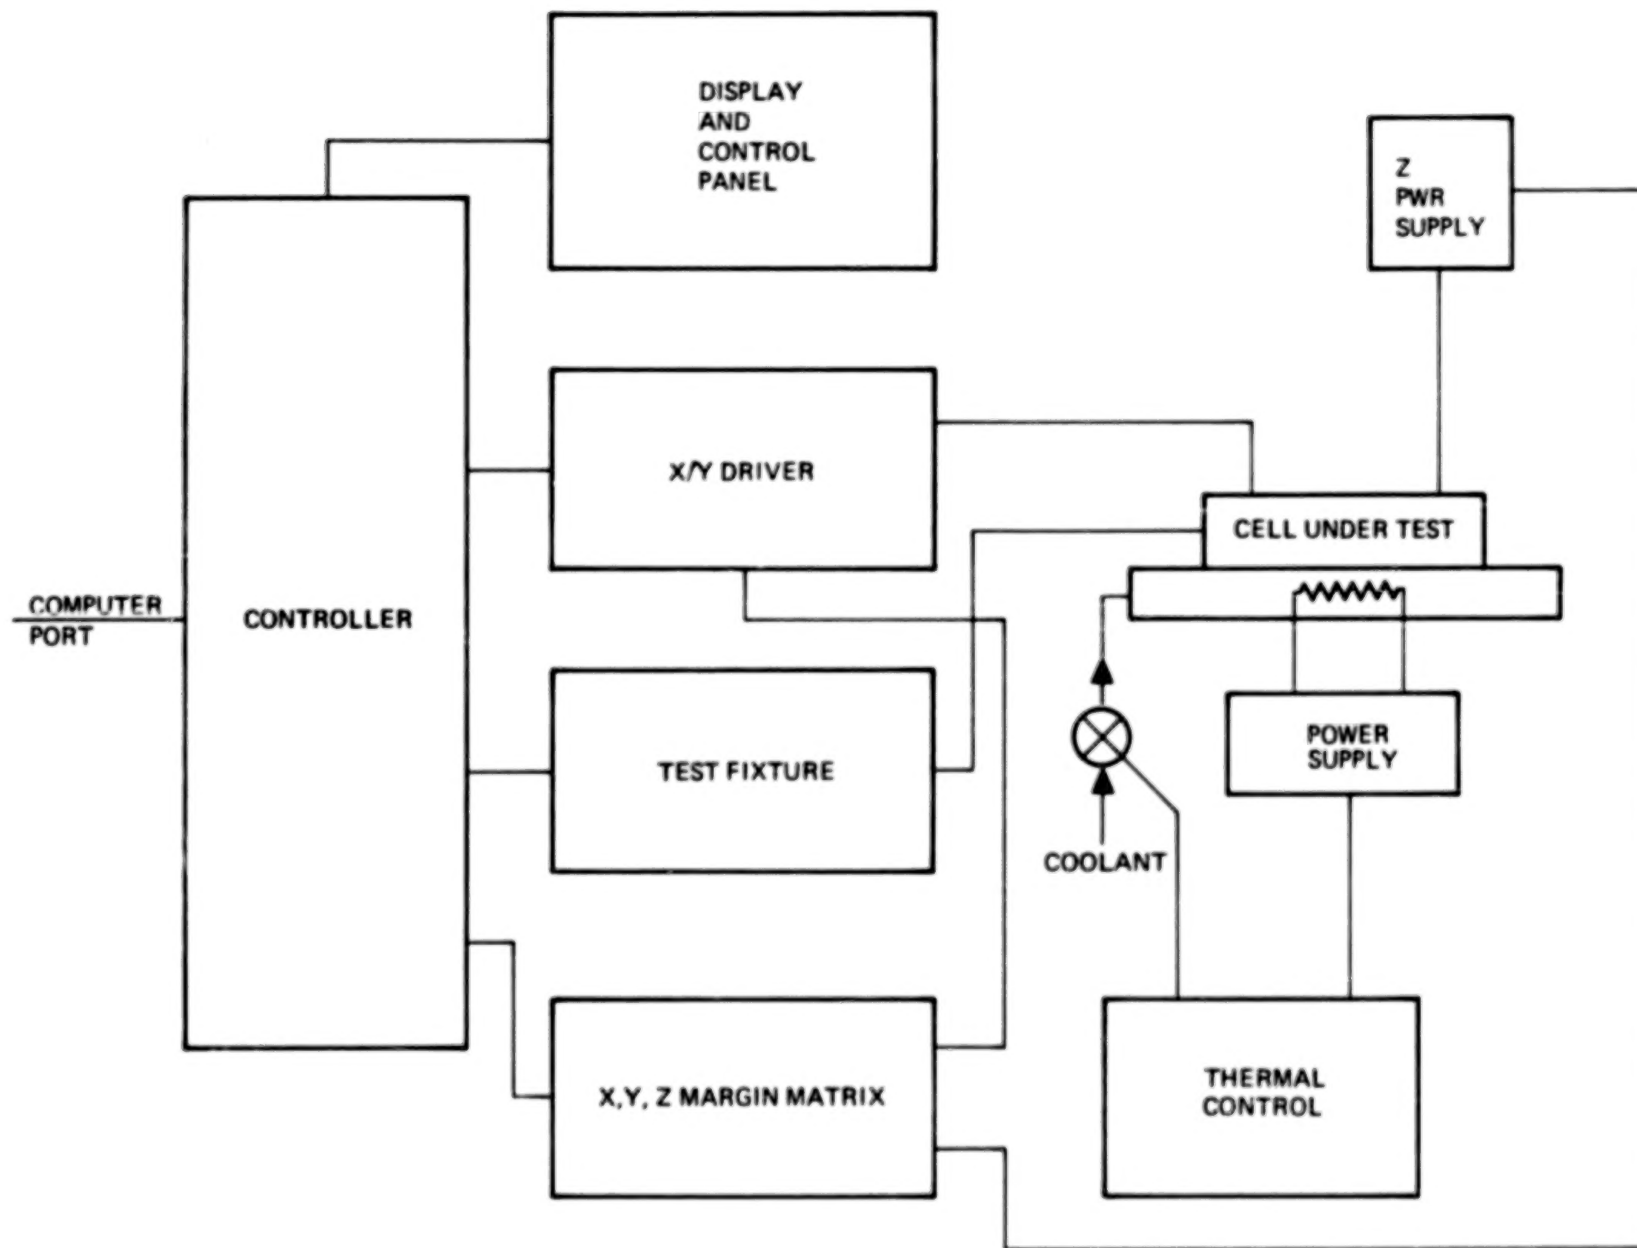 DISPLAY
AND
CONTROL
PANEL
Z
PWR
SUPPLY
X/Y DRIVER
CELL UNDER TEST
COMPUTER
PORT
CONTROLLER
TEST FIXTURE
POWER
SUPPLY
COOLANT
X,Y, Z MARGIN MATRIX
THERMAL
CONTROL